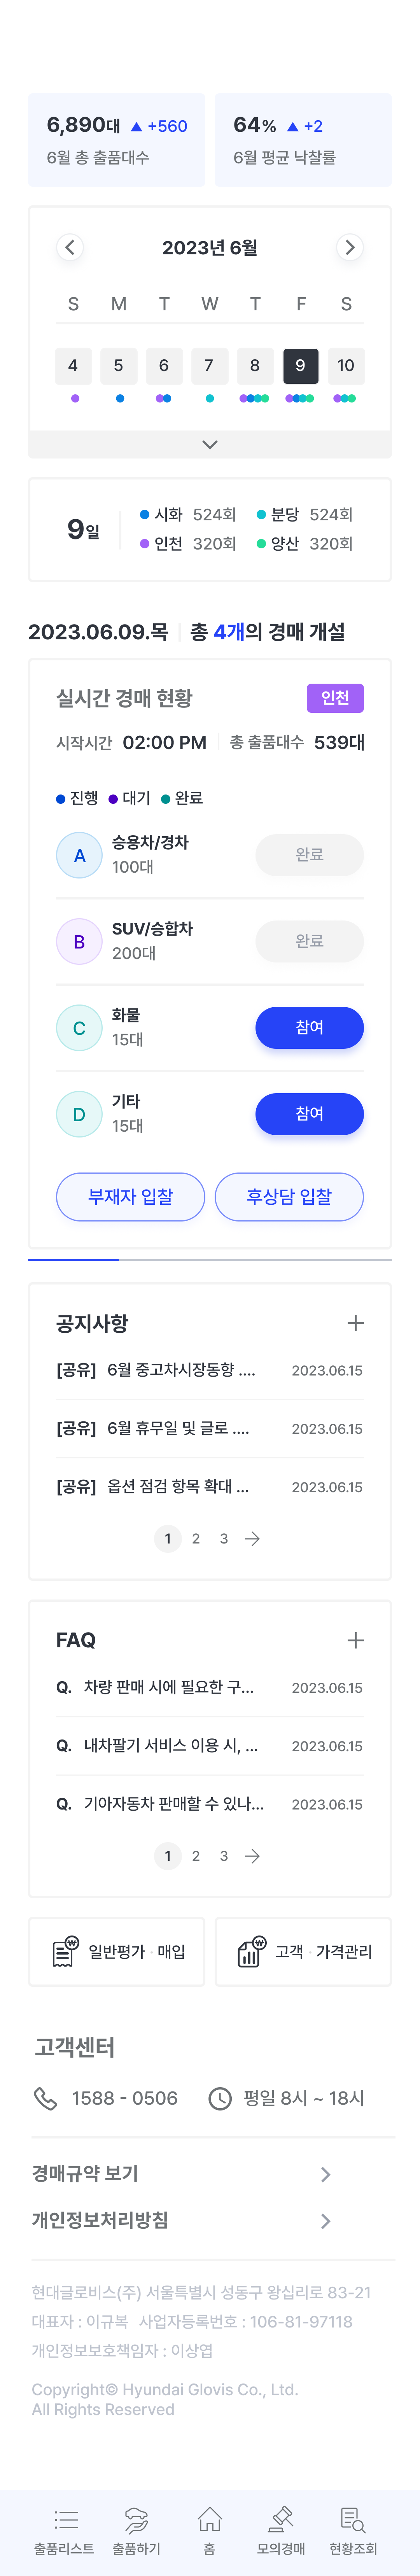 6,890대 ▲ +560
6월 총 출품대수
64% ▲ +2
6월 평균 낙찰률
2023년 6월
S M T W T F S
4 5 6 7 8 9 10
9일
시화 524회 분당 524회
인천 320회 양산 320회
2023.06.09.목 총 4개의 경매 개설
실시간 경매 현황 인천
시작시간 02:00 PM 총 출품대수 539대
진행 대기 완료
A 승용차/경차
100대
완료
B SUV/승합차
200대
완료
C 화물
15대
참여
D 기타
15대
참여
부재자 입찰 후상담 입찰
공지사항
[공유] 6월 중고차시장동향 .... 2023.06.15
[공유] 6월 휴무일 및 글로 .... 2023.06.15
[공유] 옵션 점검 항목 확대 ... 2023.06.15
1 2 3
FAQ
Q. 차량 판매 시에 필요한 구... 2023.06.15
Q. 내차팔기 서비스 이용 시, ... 2023.06.15
Q. 기아자동차 판매할 수 있나... 2023.06.15
1 2 3
일반평가 · 매입 고객 · 가격관리
고객센터
1588 - 0506 평일 8시 ~ 18시
경매규약 보기
개인정보처리방침
현대글로비스(주) 서울특별시 성동구 왕십리로 83-21
대표자 : 이규복 사업자등록번호 : 106-81-97118
개인정보보호책임자 : 이상엽
Copyright© Hyundai Glovis Co., Ltd.
All Rights Reserved
출품리스트 출품하기 홈 모의경매 현황조회